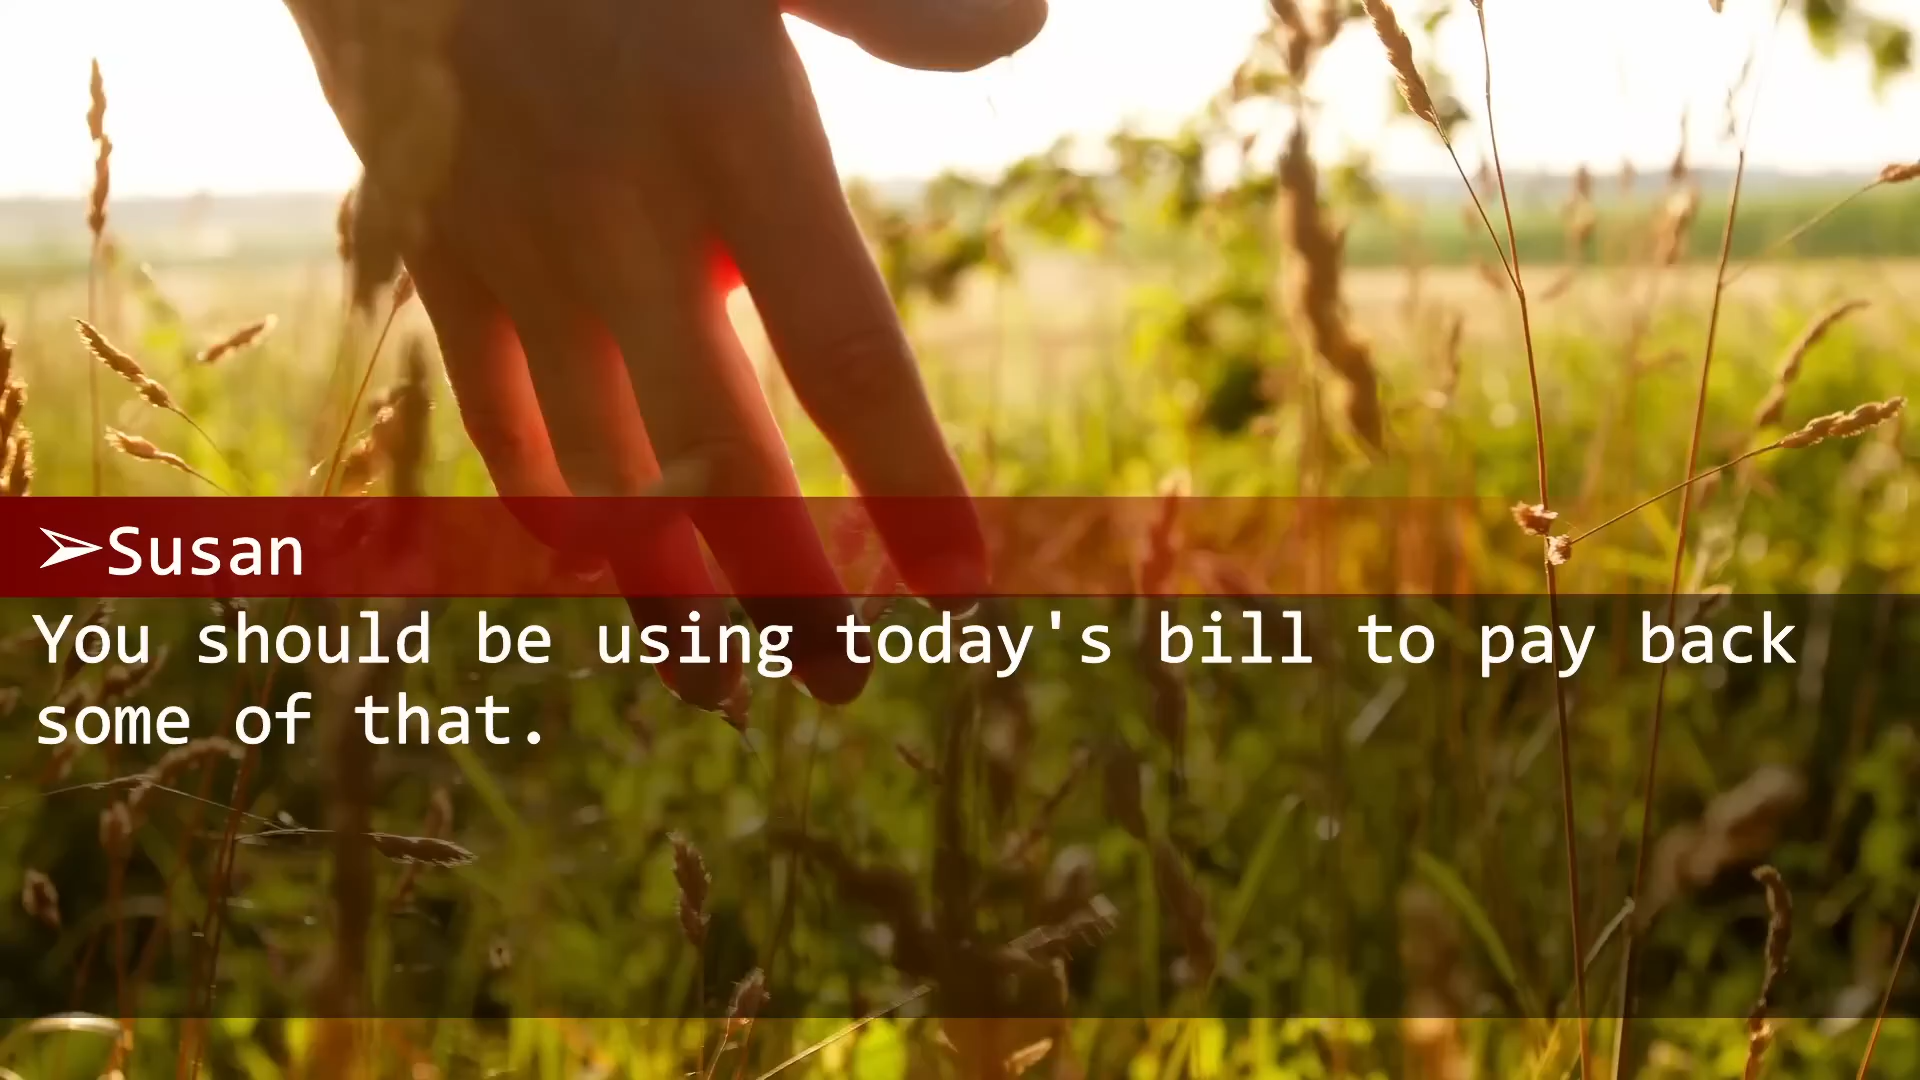 ➢Susan
You should be using today's bill to pay back
some of that.